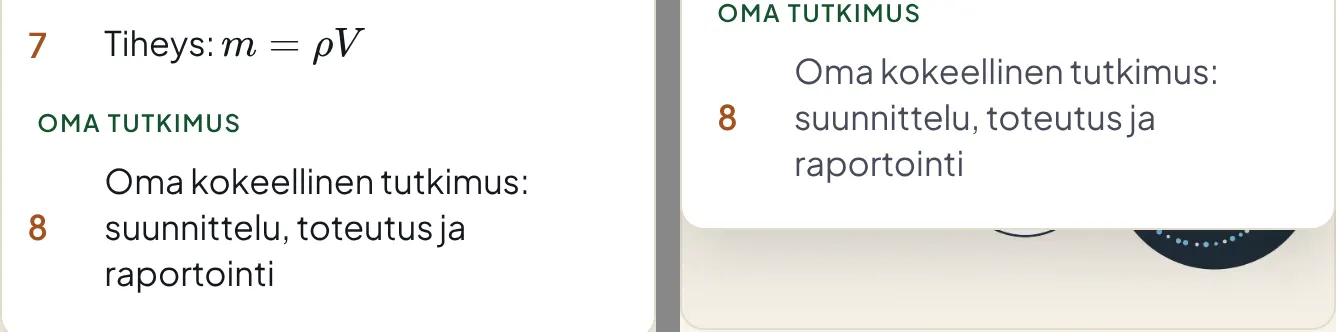 7 Tiheys: m = ρV
OMA TUTKIMUS
Oma kokeellinen tutkimus:
8 suunnittelu, toteutus ja
raportointi
OMA TUTKIMUS
Oma kokeellinen tutkimus:
8 suunnittelu, toteutus ja
raportointi